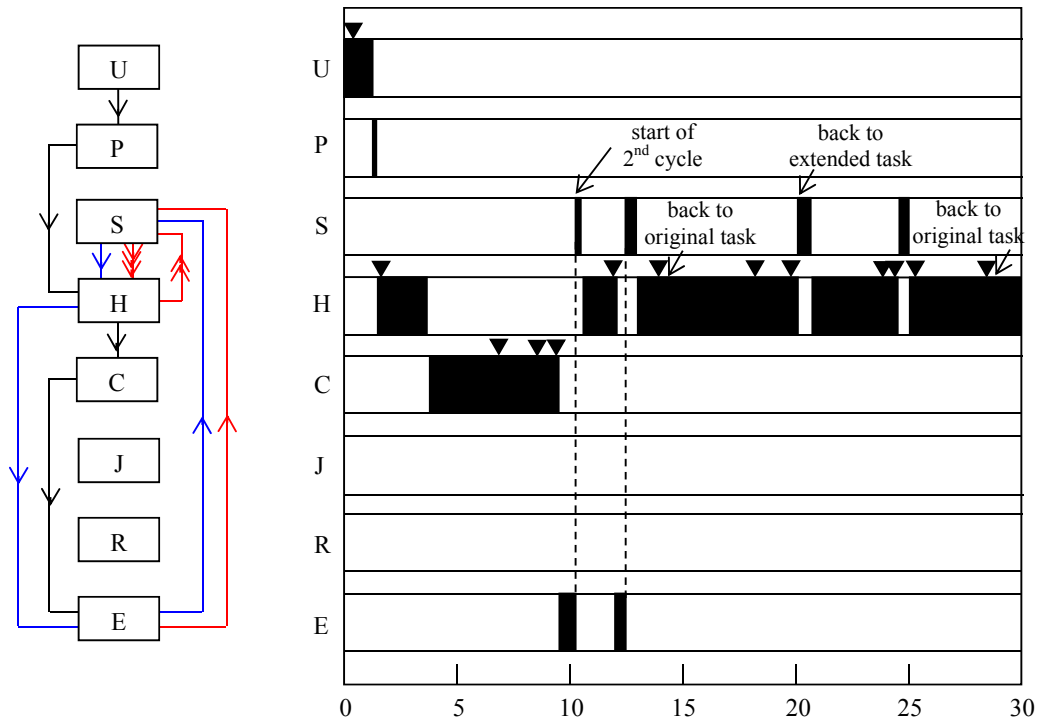 U
P
S
H
C
J
R
E
U
P
S
H
C
J
R
E
start of
2nd cycle
back to
extended task
back to
original task
back to
original task
0 5 10 15 20 25 30